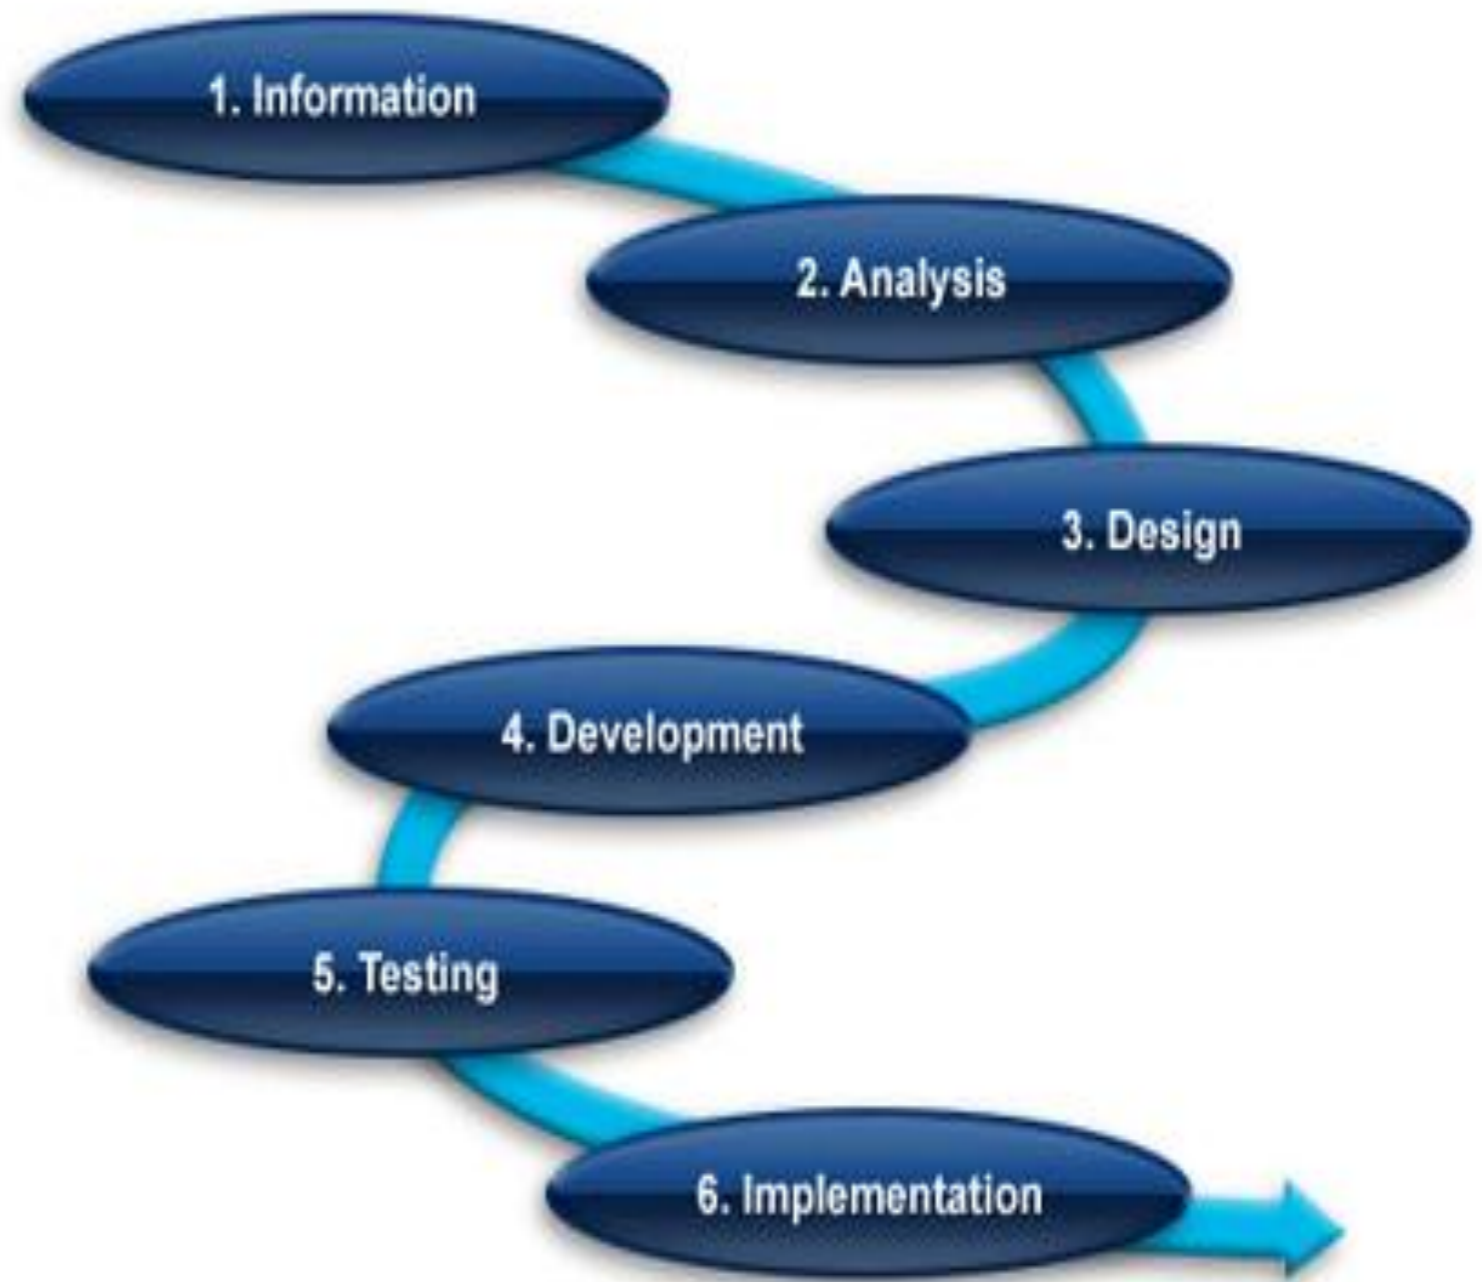 1. Information
2. Analysis
3. Design
4. Development
5. Testing
6. Implementation